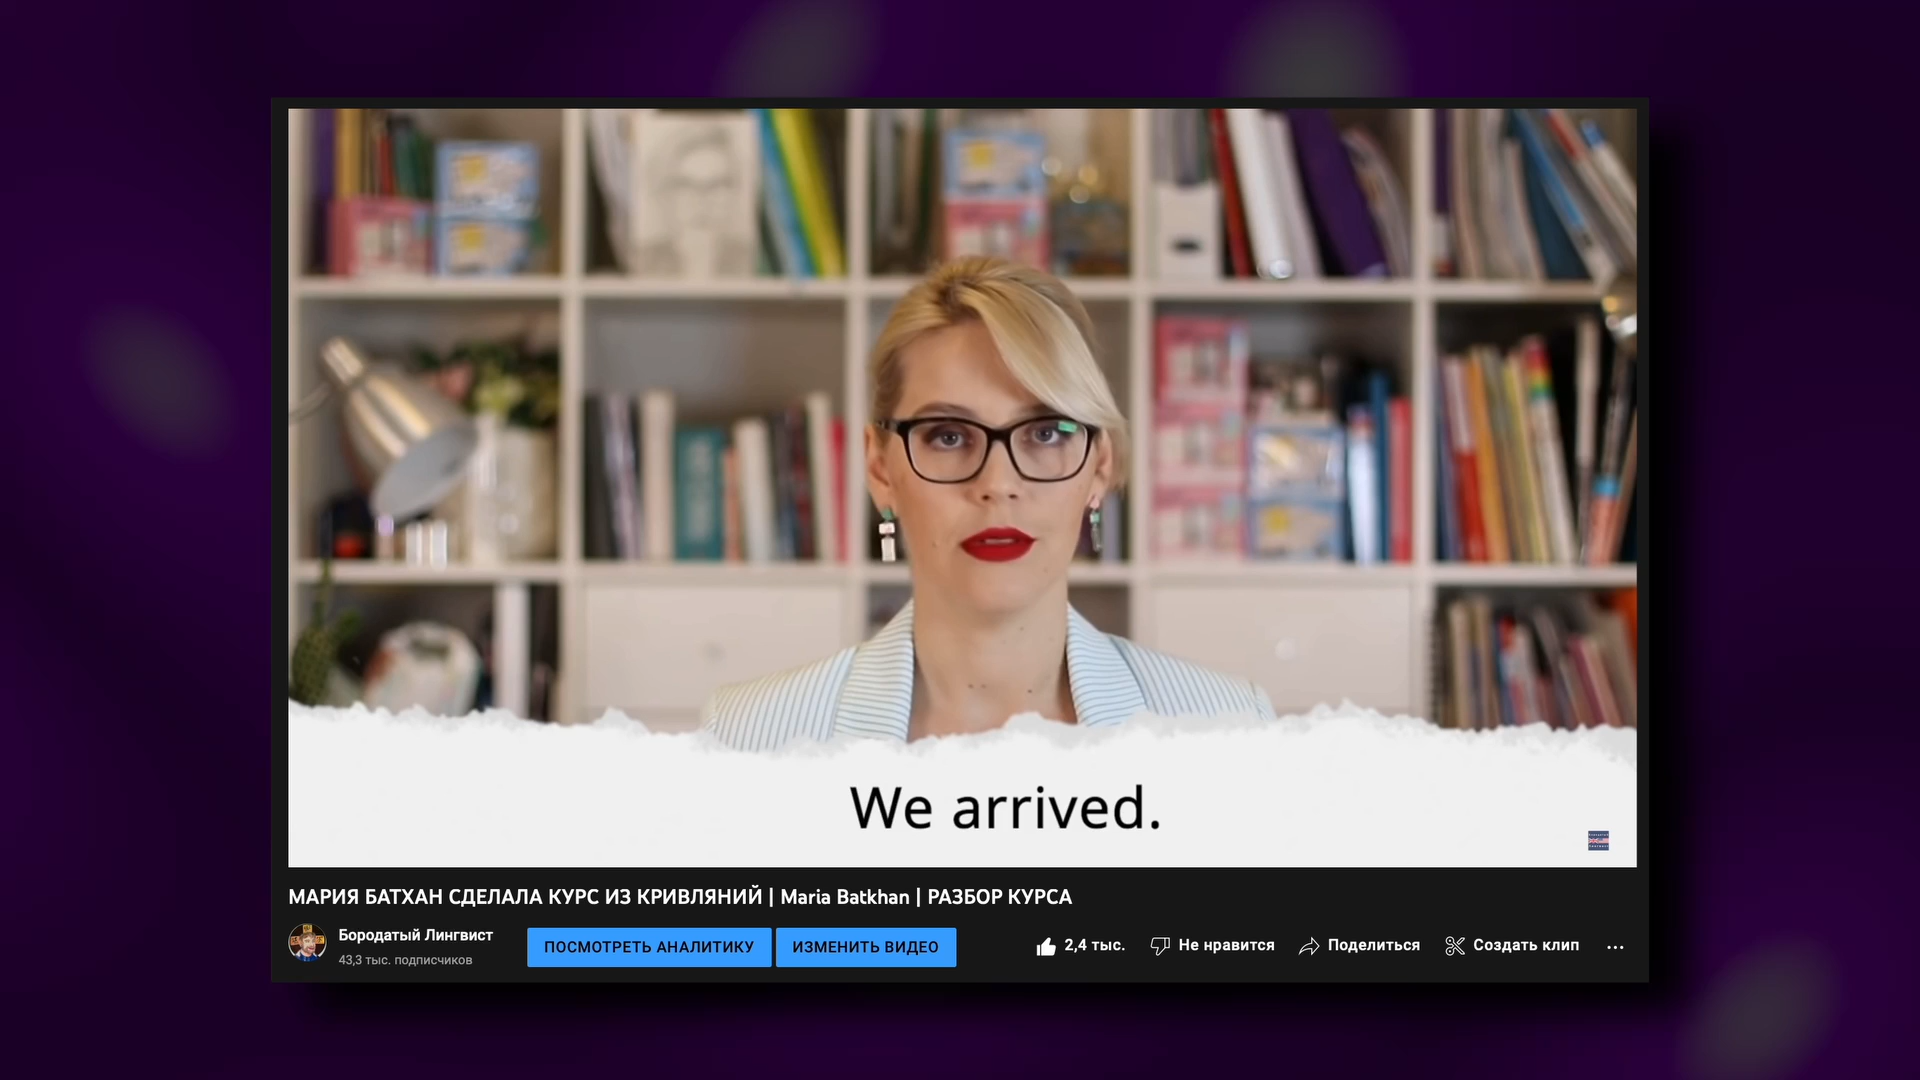 We arrived.
МАРИЯ БАТХАН СДЕЛАЛА КУРС ИЗ КРИВЛЯНИЙ | Maria Batkhan | РАЗБОР КУРСА
Бородатый Лингвист
43,3 тыс. подписчиков
ПОСМОТРЕТЬ АНАЛИТИКУ
ИЗМЕНИТЬ ВИДЕО
2,4 тыс.
Не нравится
Поделиться
Создать клип